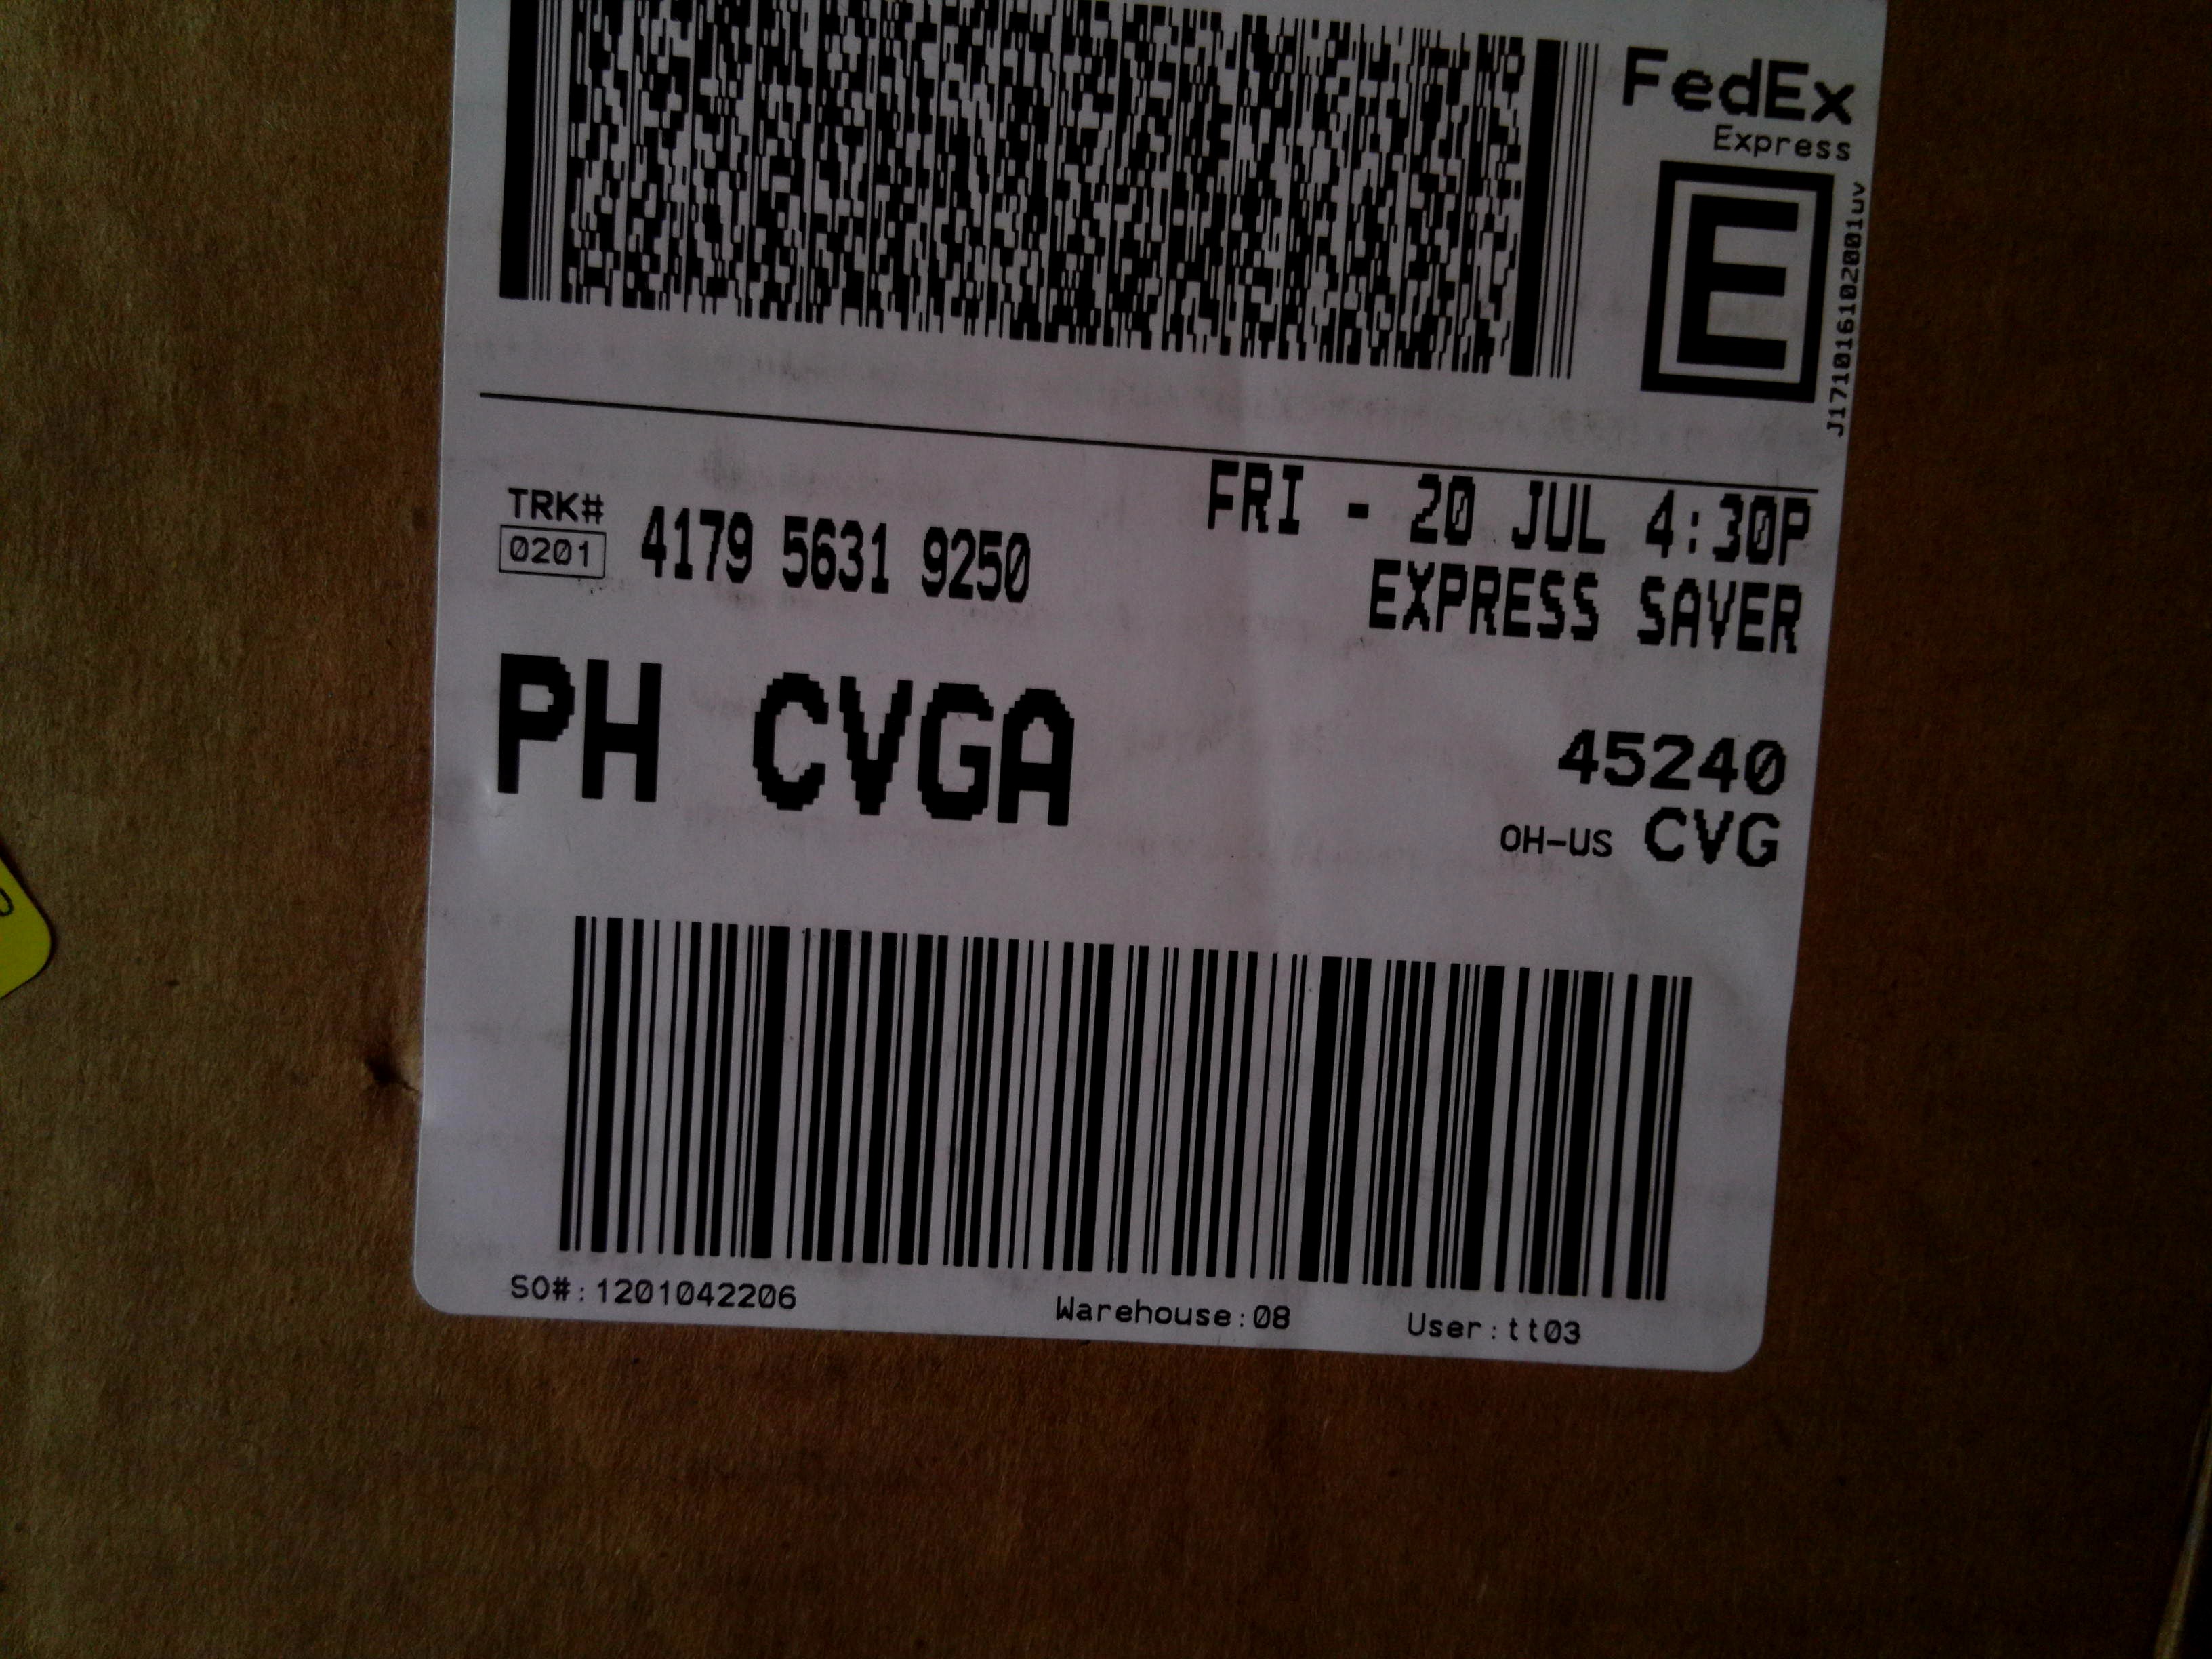 FedEx
Express
E
J171016102001uv
FRI - 20 JUL 4:30P
EXPRESS SAVER
TRK#
0201
4179 5631 9250
PH CVGA
45240
OH-US CVG
SO#:1201042206
Warehouse:08
User:tt03